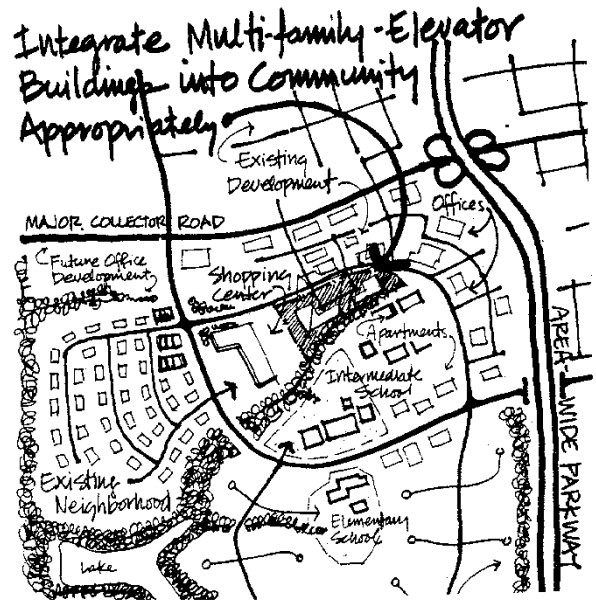 Integrate Multi-family-Elevator
Buildings into Community
Appropriately
Existing
Development
MAJOR COLLECTOR ROAD
Offices
Future Office
Development
Shopping
Center
Apartments
Intermediate
School
AREA-WIDE PARKWAY
Existing
Neighborhood
Elementary
School
Lake